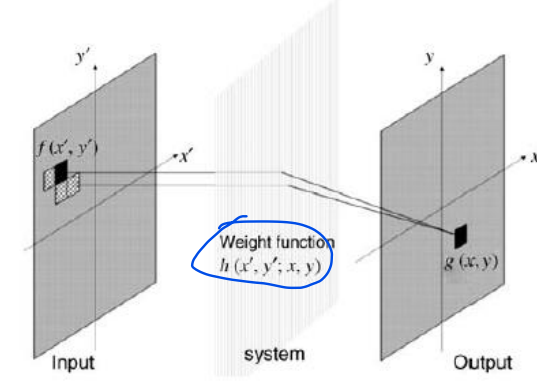 y′
y
f (x′, y′)
x′
x
Weight function
h (x′, y′; x, y)
g (x, y)
Input
system
Output